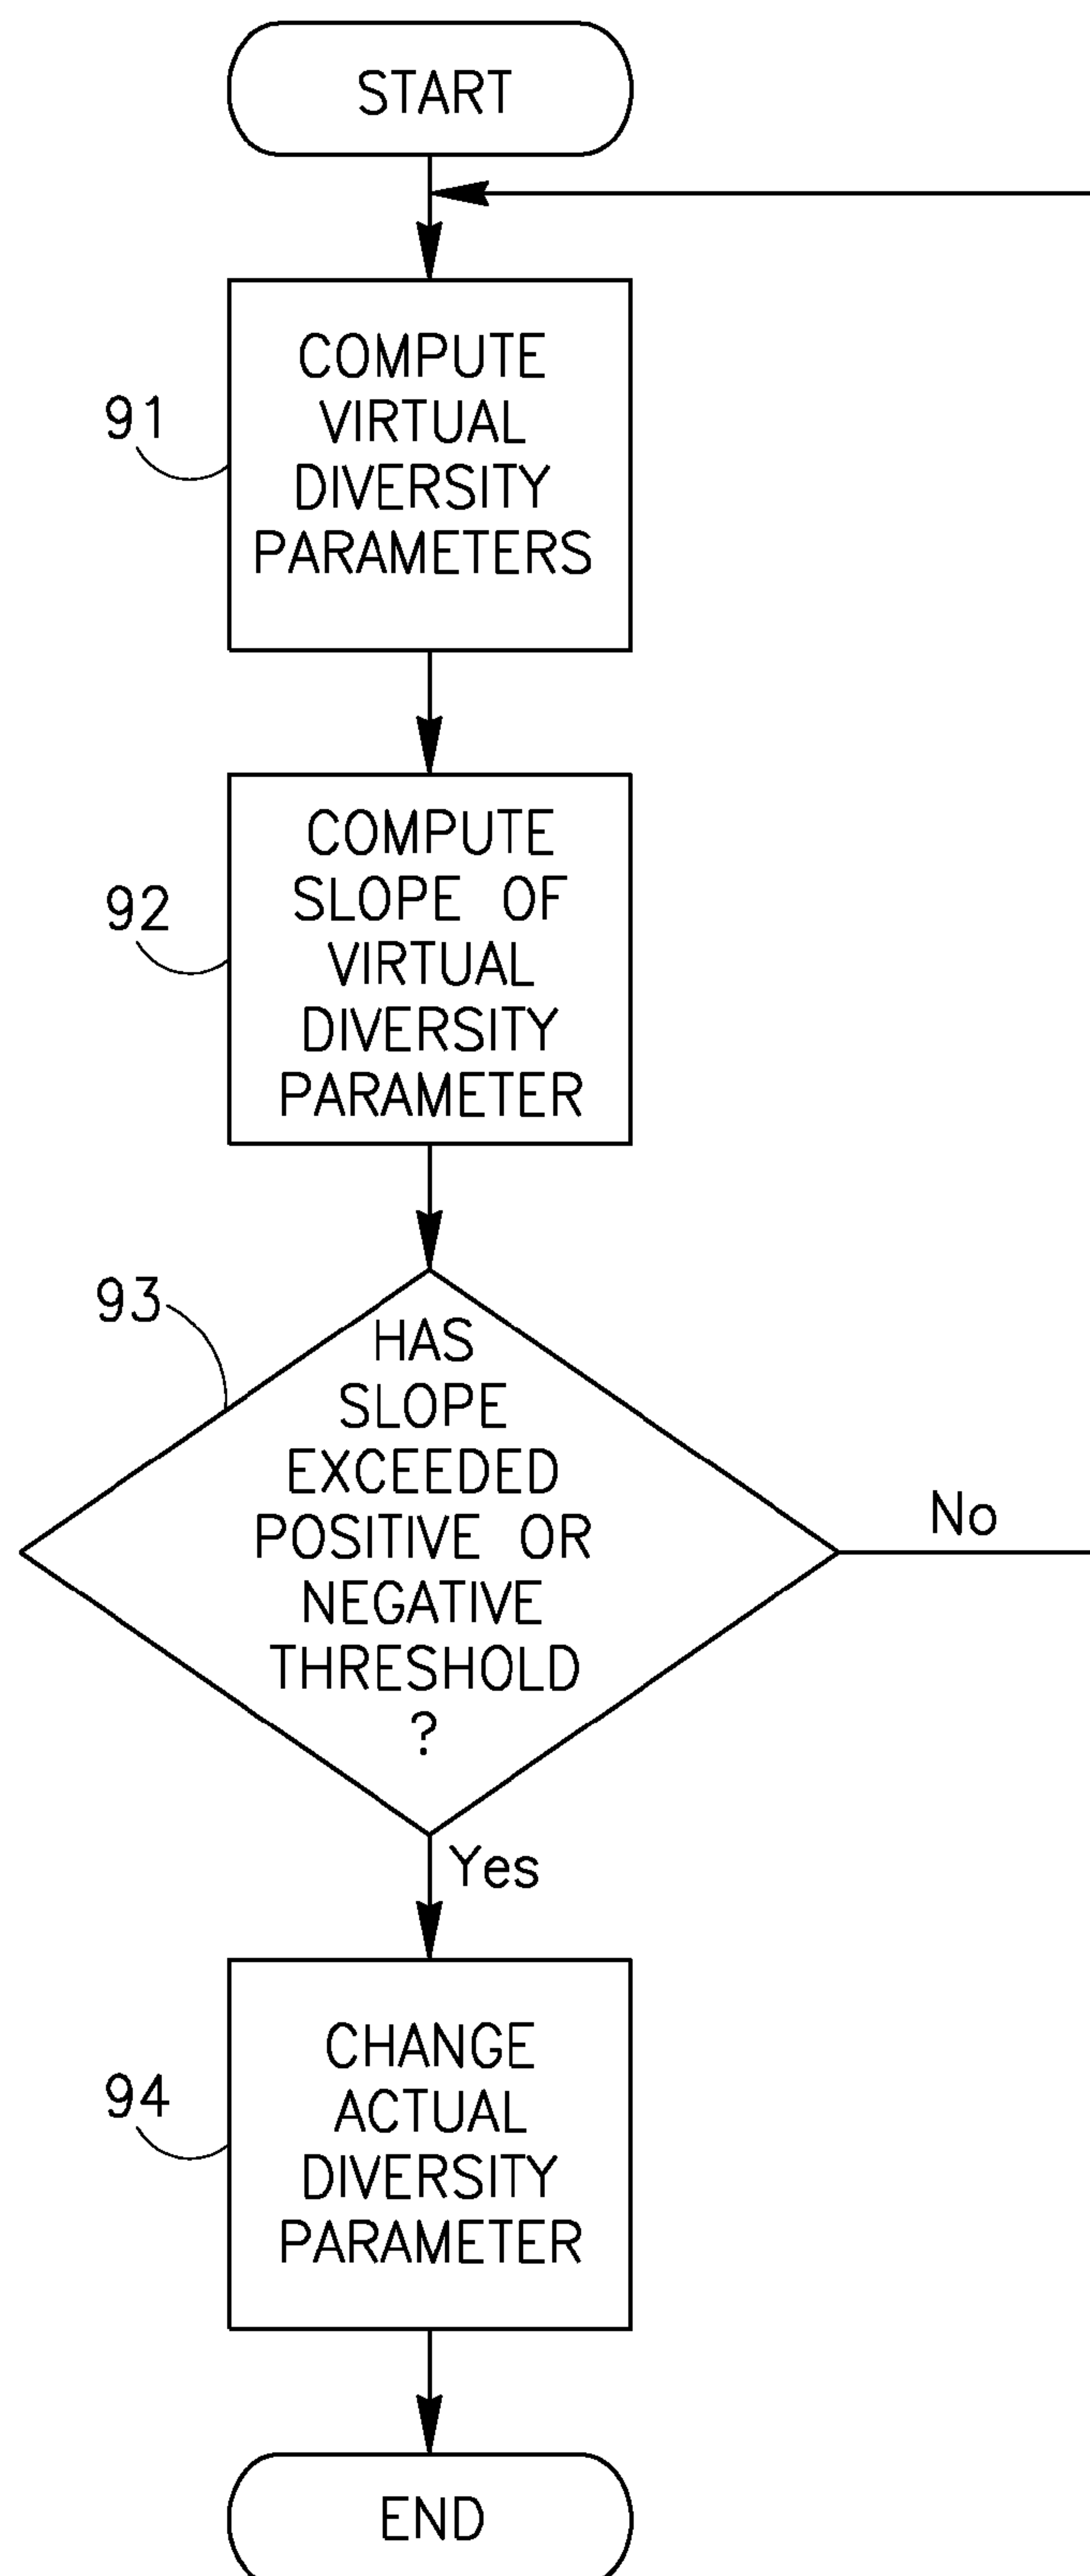 START
COMPUTE
VIRTUAL
DIVERSITY
PARAMETERS
91
COMPUTE
SLOPE OF
VIRTUAL
DIVERSITY
PARAMETER
92
93
HAS
SLOPE
EXCEEDED
POSITIVE OR
NEGATIVE
THRESHOLD
?
No
Yes
CHANGE
ACTUAL
DIVERSITY
PARAMETER
94
END